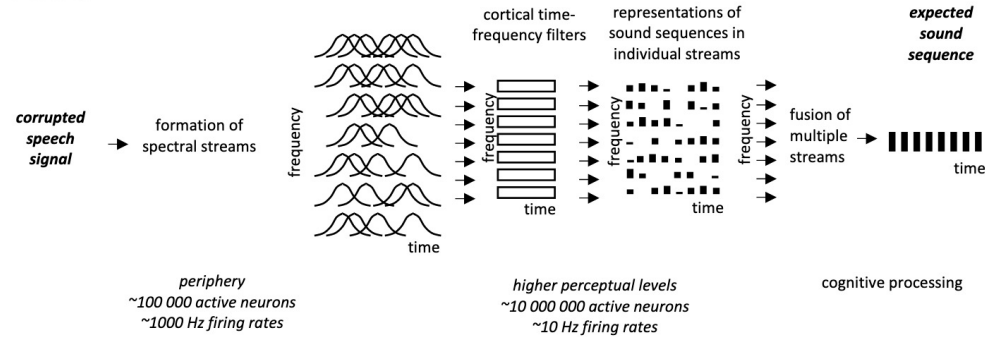 corrupted
speech
signal
formation of
spectral streams
frequency
time
cortical time-
frequency filters
frequency
time
representations of
sound sequences in
individual streams
frequency
time
frequency
fusion of
multiple
streams
expected
sound
sequence
time
periphery
~100 000 active neurons
~1000 Hz firing rates
higher perceptual levels
~10 000 000 active neurons
~10 Hz firing rates
cognitive processing